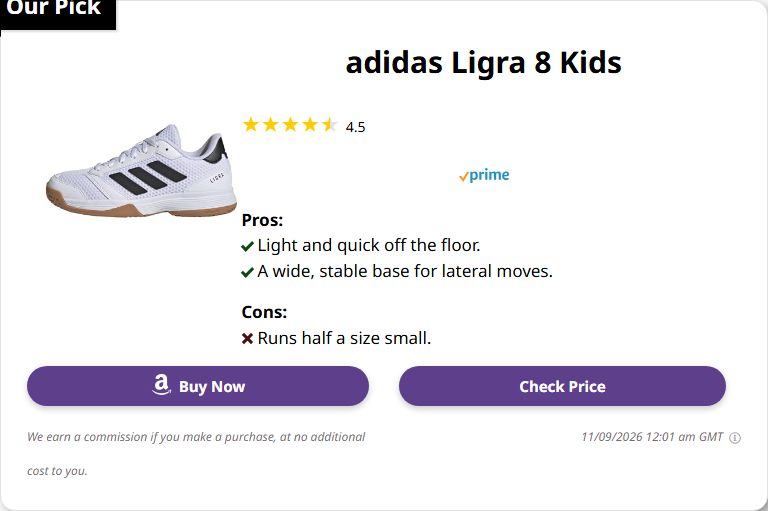 Our Pick
adidas Ligra 8 Kids
4.5
prime
Pros:
Light and quick off the floor.
A wide, stable base for lateral moves.
Cons:
Runs half a size small.
Buy Now
Check Price
We earn a commission if you make a purchase, at no additional
cost to you.
11/09/2026 12:01 am GMT
LIGRA